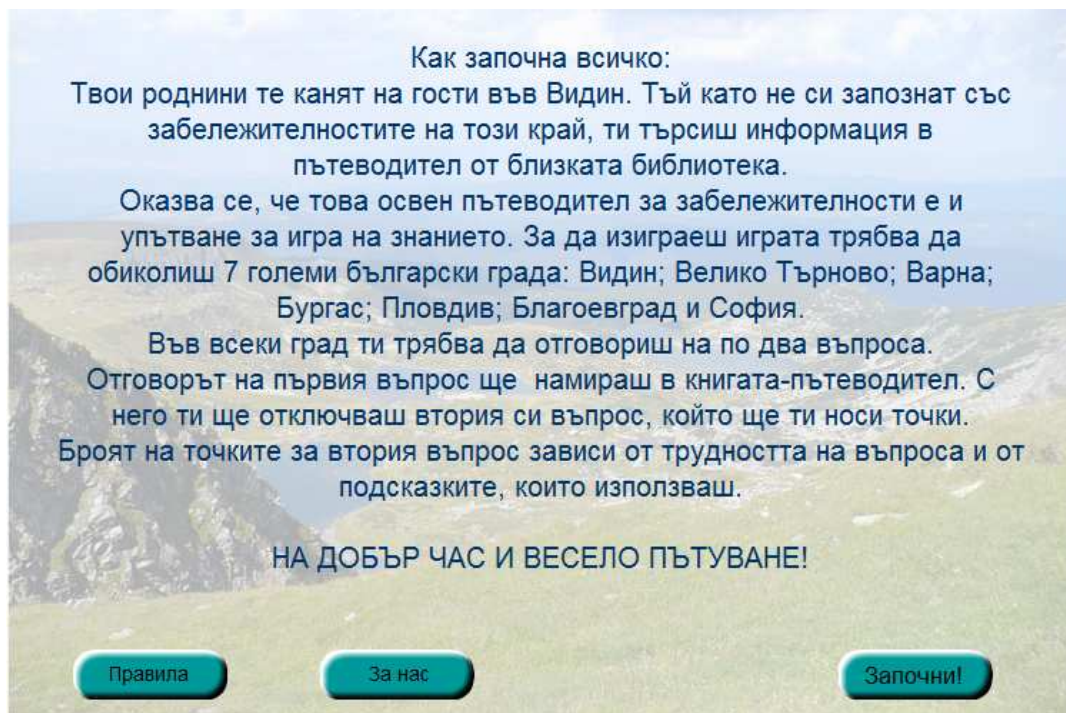 Как започна всичко:
Твои роднини те канят на гости във Видин. Тъй като не си запознат със
забележителностите на този край, ти търсиш информация в
пътеводител от близката библиотека.
Оказва се, че това освен пътеводител за забележителности е и
упътване за игра на знанието. За да изиграеш играта трябва да
обиколиш 7 големи български града: Видин; Велико Търново; Варна;
Бургас; Пловдив; Благоевград и София.
Във всеки град ти трябва да отговориш на по два въпроса.
Отговорът на първия въпрос ще  намираш в книгата-пътеводител. С
него ти ще отключваш втория си въпрос, който ще ти носи точки.
Броят на точките за втория въпрос зависи от трудността на въпроса и от
подсказките, които използваш.
НА ДОБЪР ЧАС И ВЕСЕЛО ПЪТУВАНЕ!
Правила
За нас
Започни!